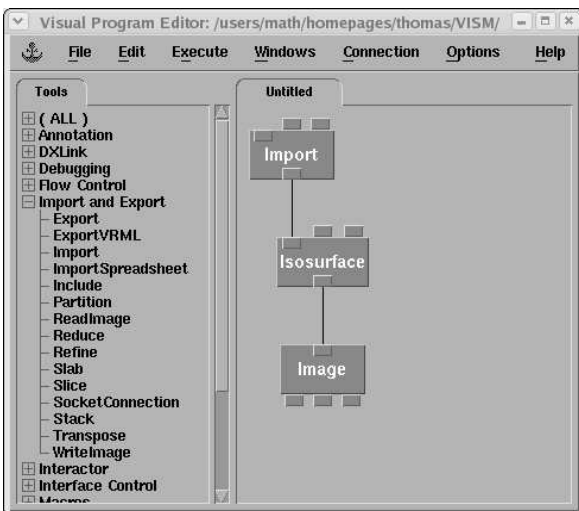 Visual Program Editor: /users/math/homepages/thomas/VISM/
File Edit Execute Windows Connection Options Help
Tools
( ALL )
Annotation
DXLink
Debugging
Flow Control
Import and Export
Export
ExportVRML
Import
ImportSpreadsheet
Include
Partition
ReadImage
Reduce
Refine
Slab
Slice
SocketConnection
Stack
Transpose
WriteImage
Interactor
Interface Control
Macros
Untitled
Import
Isosurface
Image